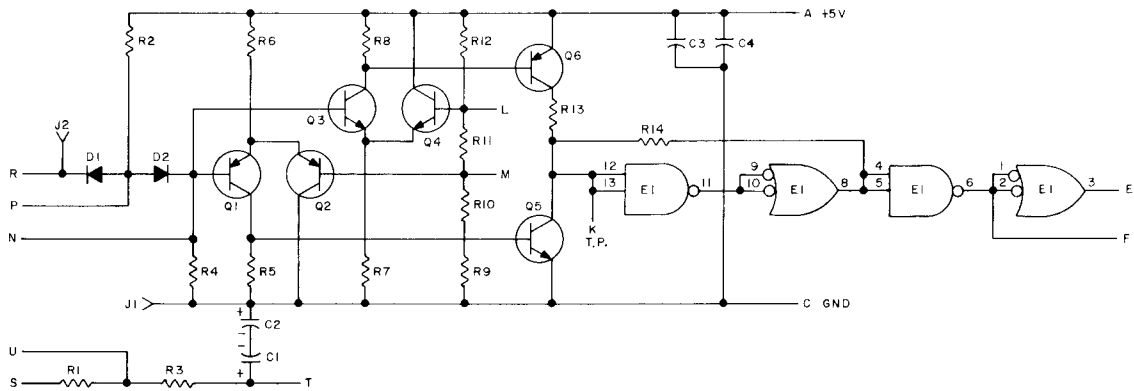 A +5V
R2
R6
R8
R12
C3
C4
Q6
J2
Q3
Q4
L
R13
R11
R14
D1
D2
R
12
9
4
1
M
P
Q1
Q2
13
E1
11
10
E1
8
5
E1
6
2
E1
3
E
R10
Q5
K
T.P.
N
F
R4
R5
R7
R9
J1
C GND
+
C2
-
-
U
C1
S
R1
R3
+
T